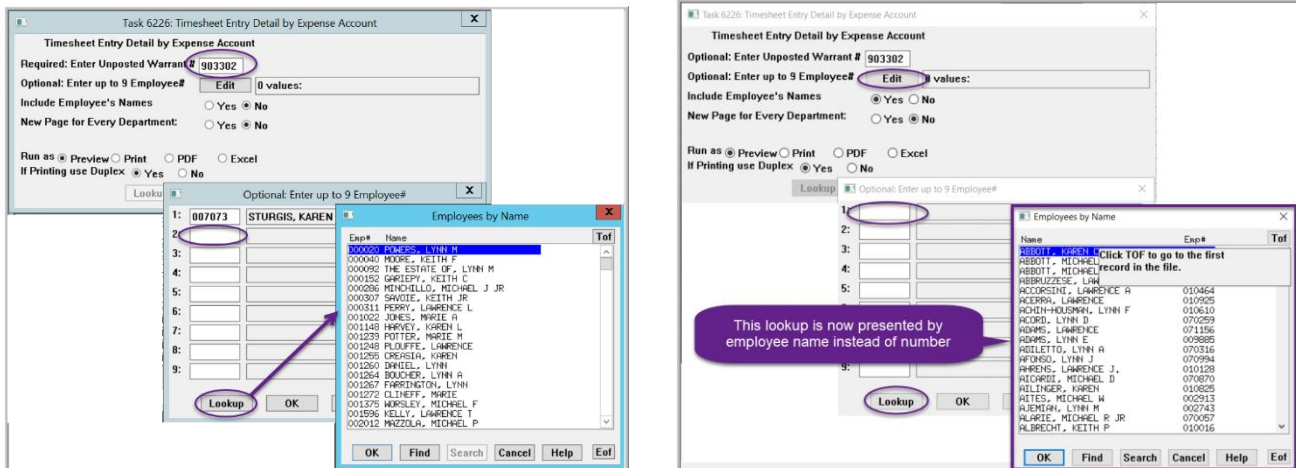 Task 6226: Timesheet Entry Detail by Expense Account
x
Timesheet Entry Detail by Expense Account
Required: Enter Unposted Warrant # 903302
Optional: Enter up to 9 Employee# Edit 0 values:
Include Employee's Names Yes No
New Page for Every Department: Yes No
Run as Preview Print PDF Excel
If Printing use Duplex Yes No
Looku
Optional: Enter up to 9 Employee#
x
1: 007073 STURGIS, KAREN
2:
3:
4:
5:
6:
7:
8:
9:
Lookup OK
Employees by Name
x
Emp# Name Tof
000020 POWERS, LYNN M
000040 MOORE, KEITH F
000092 THE ESTATE OF, LYNN M
000152 GARIEPY, KEITH C
000286 MINCHILLO, MICHAEL J JR
000307 SAVOIE, KEITH JR
000311 PERRY, LAWRENCE L
001022 JONES, MARIE A
001148 HARVEY, KAREN L
001239 POTTER, MARIE M
001248 PLOUFFE, LAWRENCE
001255 CREASIA, KAREN
001260 DANIEL, LYNN
001264 BOUCHER, LYNN A
001267 FARRINGTON, LYNN
001272 CLINEFF, MARIE
001375 WORSLEY, MICHAEL F
001596 KELLY, LAWRENCE T
002012 MAZZOLA, MICHAEL P
OK Find Search Cancel Help Eof
Task 6226: Timesheet Entry Detail by Expense Account
Timesheet Entry Detail by Expense Account
Optional: Enter Unposted Warrant # 903302
Optional: Enter up to 9 Employee# Edit values:
Include Employee's Names Yes No
New Page for Every Department: Yes No
Run as Preview Print PDF Excel
If Printing use Duplex Yes No
Lookup
Optional: Enter up to 9 Employee#
1:
2:
3:
4:
5:
9:
This lookup is now presented by
employee name instead of number
Lookup OK
Employees by Name
Name Emp# Tof
ABBOTT, KAREN
ABBOTT, MICHAEL
ABBOTT, MICHAEL
ABBRUZZESE, LAW
Click TOF to go to the first
record in the file.
ACCORSINI, LAWRENCE A 010464
ACERRA, LAWRENCE 010925
ACHIN-HOUSMAN, LYNN F 010610
ACORD, LYNN D 070259
ADAMS, LAWRENCE 071156
ADAMS, LYNN E 009885
ADILETTO, LYNN A 070316
AFONSO, LYNN J 070994
AHRENS, LAWRENCE J. 010128
AICARDI, MICHAEL D 070870
AILINGER, KAREN 010825
AITES, MICHAEL W 002913
AJEMIAN, LYNN M 002743
ALARIE, MICHAEL R JR 070057
ALBRECHT, KEITH P 010016
OK Find Search Cancel Help Eof